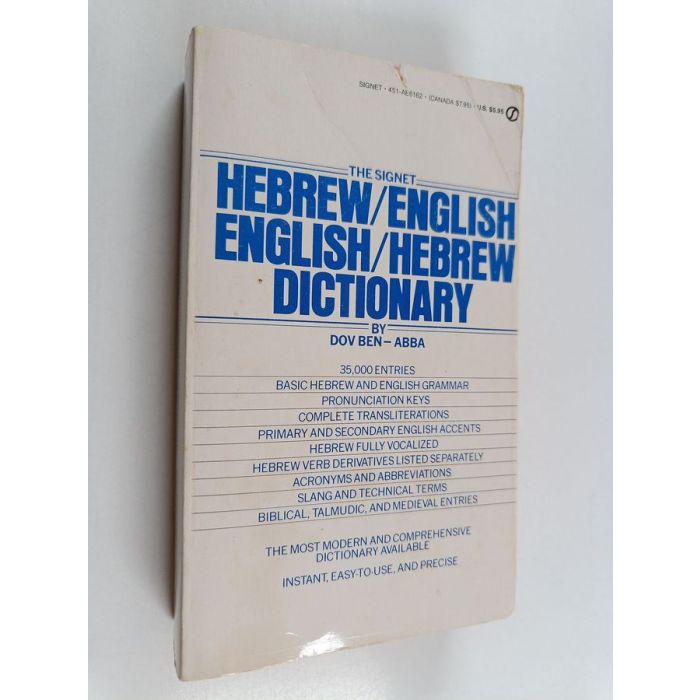 SIGNET • 451-AE6162 • (CANADA $7.95) • U.S. $5.95
THE SIGNET
HEBREW/ENGLISH
ENGLISH/HEBREW
DICTIONARY
BY
DOV BEN–ABBA
35,000 ENTRIES
BASIC HEBREW AND ENGLISH GRAMMAR
PRONUNCIATION KEYS
COMPLETE TRANSLITERATIONS
PRIMARY AND SECONDARY ENGLISH ACCENTS
HEBREW FULLY VOCALIZED
HEBREW VERB DERIVATIVES LISTED SEPARATELY
ACRONYMS AND ABBREVIATIONS
SLANG AND TECHNICAL TERMS
BIBLICAL, TALMUDIC, AND MEDIEVAL ENTRIES
THE MOST MODERN AND COMPREHENSIVE
DICTIONARY AVAILABLE
INSTANT, EASY-TO-USE, AND PRECISE